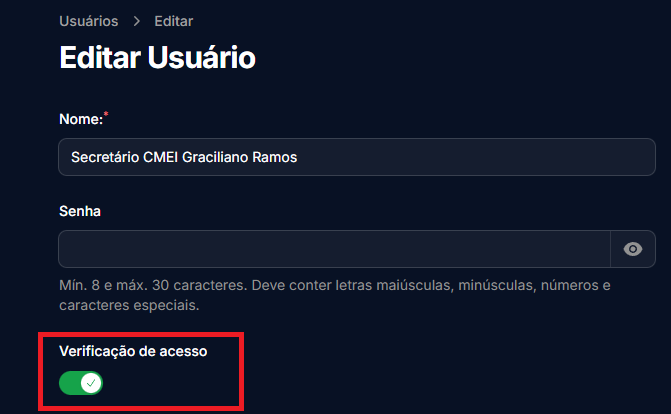 Usuários > Editar
Editar Usuário
Nome:*
Secretário CMEI Graciliano Ramos
Senha
Mín. 8 e máx. 30 caracteres. Deve conter letras maiúsculas, minúsculas, números e
caracteres especiais.
Verificação de acesso